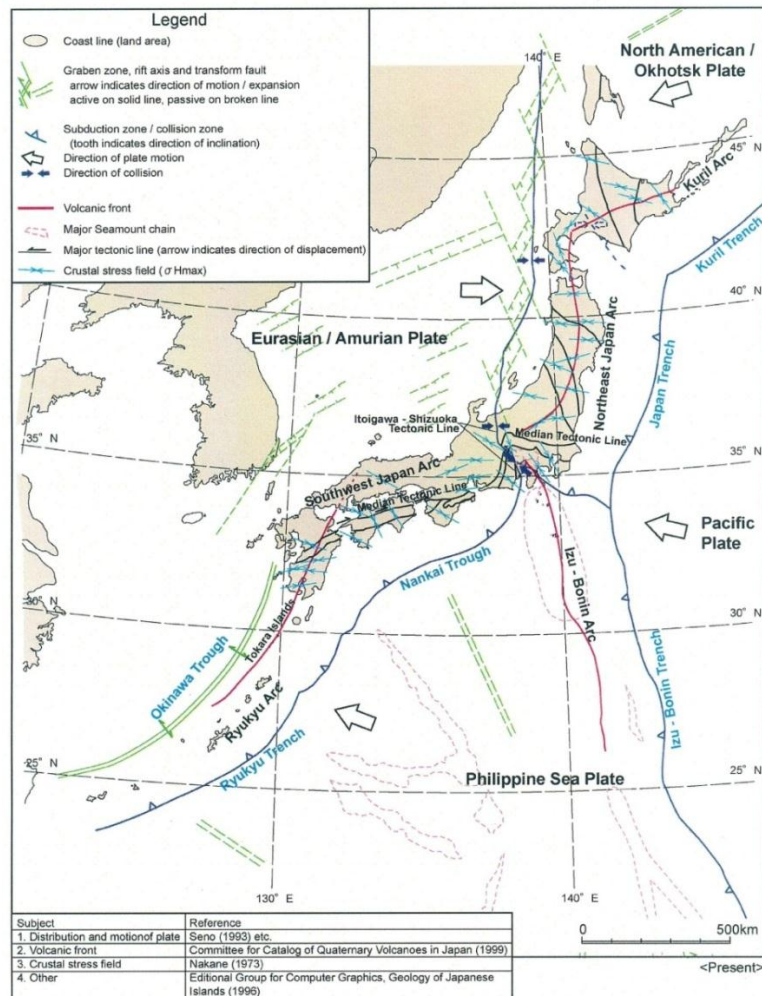 Legend
Coast line (land area)
Graben zone, rift axis and transform fault
arrow indicates direction of motion / expansion
active on solid line, passive on broken line
Subduction zone / collision zone
(tooth indicates direction of inclination)
Direction of plate motion
Direction of collision
Volcanic front
Major Seamount chain
Major tectonic line (arrow indicates direction of displacement)
Crustal stress field (σ Hmax)
140° E
North American /
Okhotsk Plate
45° N
Kuril Arc
Kuril Trench
40° N
Eurasian / Amurian Plate
Northeast Japan Arc
Japan Trench
Itoigawa - Shizuoka
Tectonic Line
Median Tectonic Line
35° N
35° N
Southwest Japan Arc
Median Tectonic Line
Pacific
Plate
Nankai Trough
Izu - Bonin Arc
30° N
30° N
Tokara Islands
Okinawa Trough
Ryukyu Arc
Ryukyu Trench
Izu - Bonin Trench
25° N
25° N
Philippine Sea Plate
130° E
140° E
0 500km
<Present>
Subject Reference
1. Distribution and motionof plate Seno (1993) etc.
2. Volcanic front Committee for Catalog of Quaternary Volcanoes in Japan (1999)
3. Crustal stress field Nakane (1973)
4. Other Editional Group for Computer Graphics, Geology of Japanese
Islands (1996)